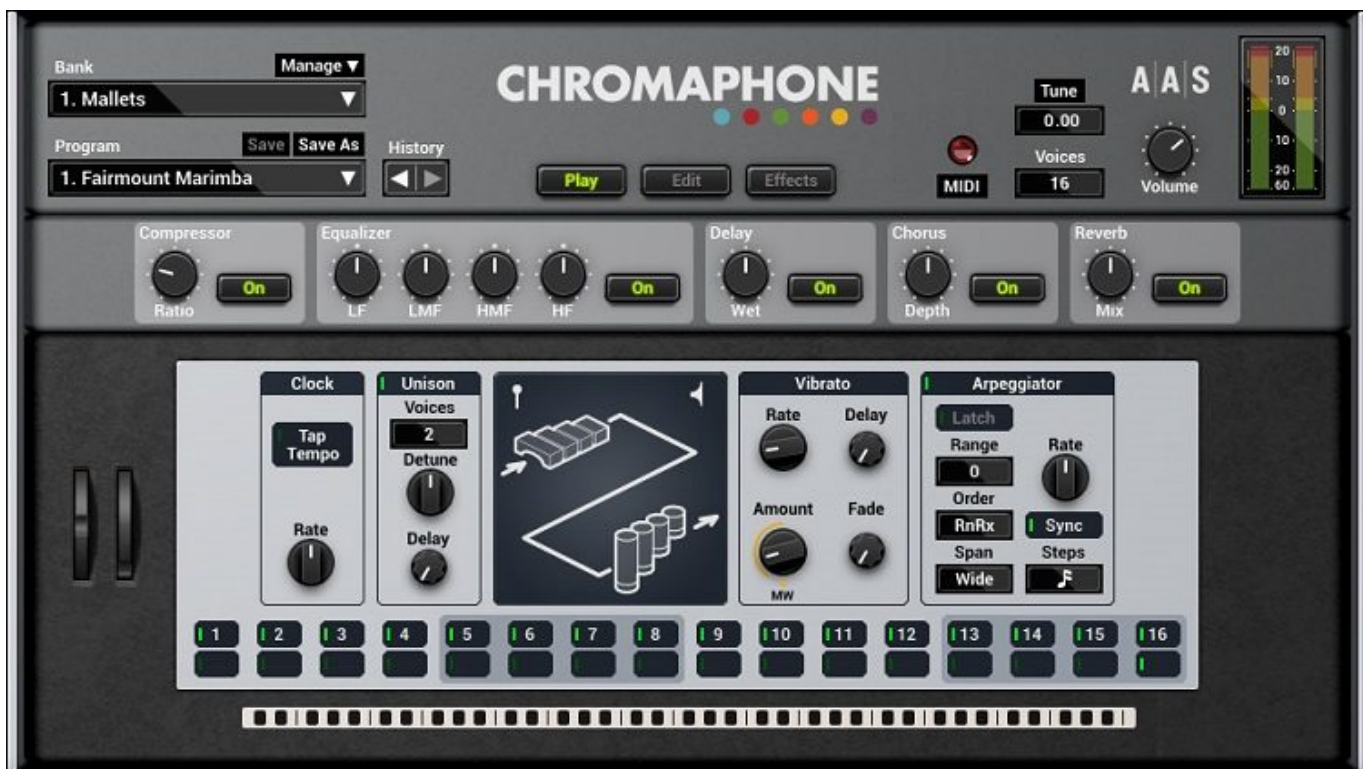 Bank
Manage ▼
1. Mallets
Program
Save
Save As
1. Fairmount Marimba
History
CHROMAPHONE
Play
Edit
Effects
MIDI
Tune
0.00
Voices
16
A|A|S
Volume
20
10
0
10
20
60
Compressor
Ratio
On
Equalizer
LF
LMF
HMF
HF
On
Delay
Wet
On
Chorus
Depth
On
Reverb
Mix
On
Clock
Tap
Tempo
Rate
Unison
Voices
2
Detune
Delay
Vibrato
Rate
Delay
Amount
Fade
MW
Arpeggiator
Latch
Range
0
Rate
Order
RnRx
Sync
Span
Wide
Steps
1 2 3 4 5 6 7 8 9 10 11 12 13 14 15 16